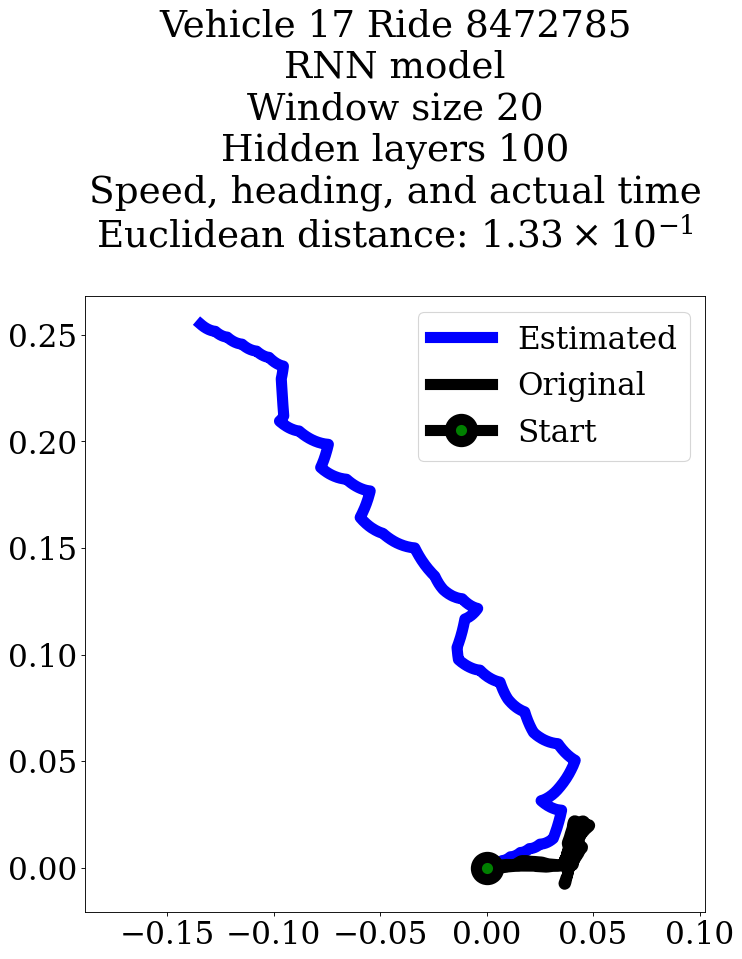 Vehicle 17 Ride 8472785
RNN model
Window size 20
Hidden layers 100
Speed, heading, and actual time
Euclidean distance: 1.33 × 10⁻¹
Estimated
Original
Start
0.25
0.20
0.15
0.10
0.05
0.00
−0.15 −0.10 −0.05 0.00 0.05 0.10